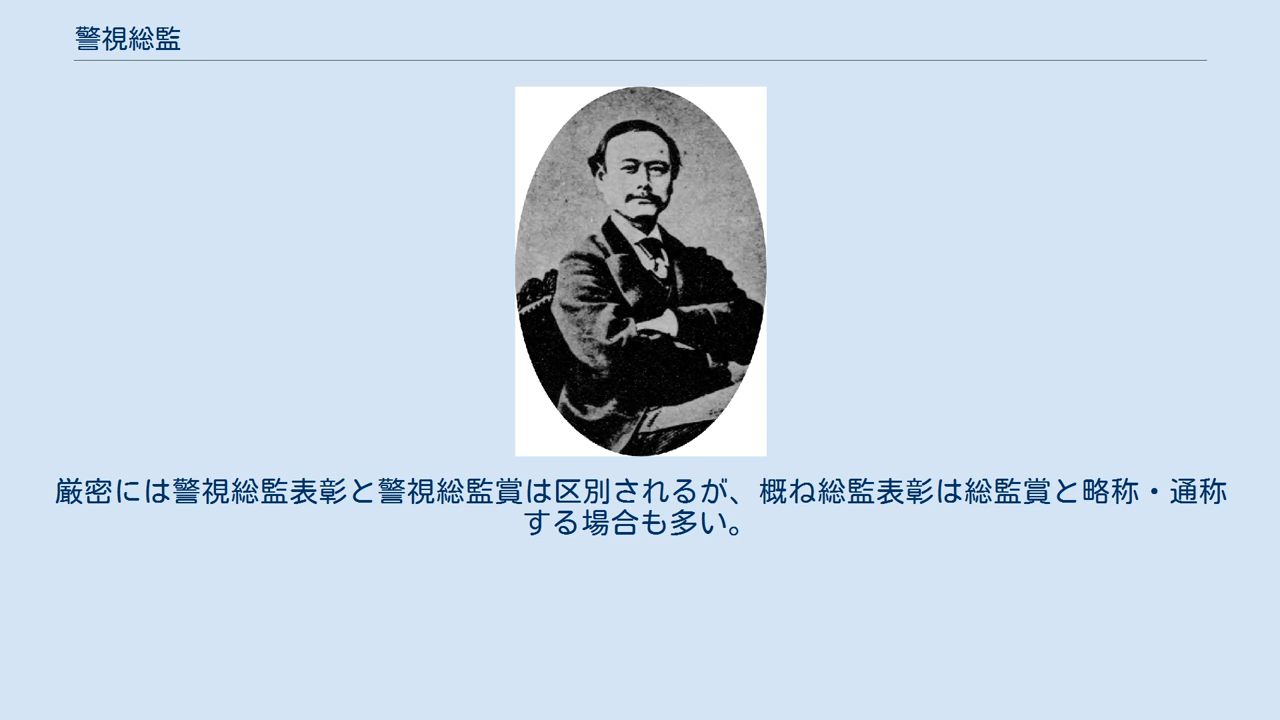 警視総監
厳密には警視総監表彰と警視総監賞は区別されるが、概ね総監表彰は総監賞と略称・通称
する場合も多い。